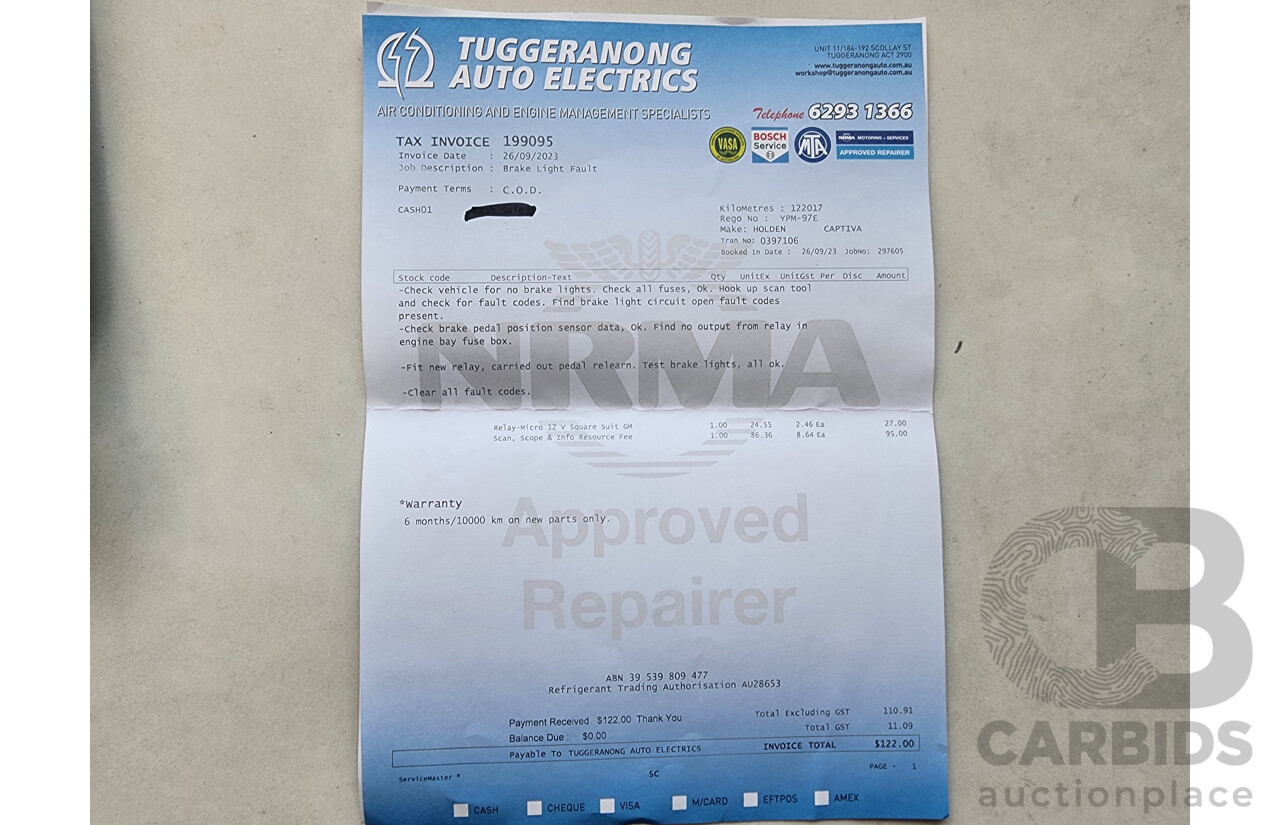 TUGGERANONG
AUTO ELECTRICS
UNIT 11/184-192 SCOLLAY ST
TUGGERANONG ACT 2900
www.tuggeranongauto.com.au
workshop@tuggeranongauto.com.au
AIR CONDITIONING AND ENGINE MANAGEMENT SPECIALISTS
Telephone 6293 1366
VASA
BOSCH
Service
MTA
NRMA MOTORING + SERVICES
APPROVED REPAIRER
TAX INVOICE 199095
Invoice Date : 26/09/2023
Job Description : Brake Light Fault
Payment Terms : C.O.D.
CASH01
KiloMetres : 122017
Rego No : YPM-97E
Make: HOLDEN CAPTIVA
Tran No: 0397106
Booked In Date : 26/09/23 JobNo: 297605
Stock code Description-Text Qty UnitEx UnitGst Per Disc Amount
-Check vehicle for no brake lights. Check all fuses, Ok. Hook up scan tool
and check for fault codes. Find brake light circuit open fault codes
present.
-Check brake pedal position sensor data, Ok. Find no output from relay in
engine bay fuse box.
-Fit new relay, carried out pedal relearn. Test brake lights, all ok.
-Clear all fault codes.
NRMA
Relay-Micro 12 V Square Suit GM 1.00 24.55 2.46 Ea 27.00
Scan, Scope & Info Resource Fee 1.00 86.36 8.64 Ea 95.00
*Warranty
6 months/10000 km on new parts only.
Approved
Repairer
ABN 39 539 809 477
Refrigerant Trading Authorisation AU28653
Payment Received $122.00 Thank You
Balance Due : $0.00
Total Excluding GST 110.91
Total GST 11.09
Payable To TUGGERANONG AUTO ELECTRICS INVOICE TOTAL $122.00
ServiceMaster * SC PAGE - 1
CASH CHEQUE VISA M/CARD EFTPOS AMEX
CB
CARBIDS
auctionplace